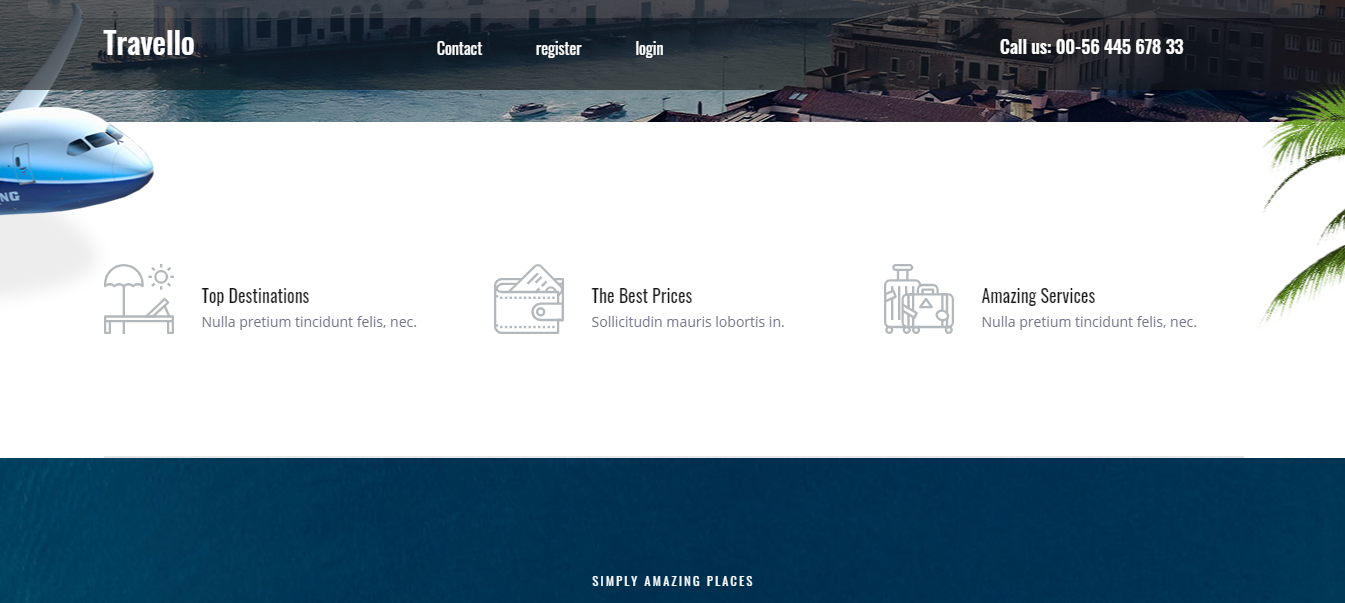 Travello
Contact register login
Call us: 00-56 445 678 33
NG
Top Destinations
Nulla pretium tincidunt felis, nec.
The Best Prices
Sollicitudin mauris lobortis in.
Amazing Services
Nulla pretium tincidunt felis, nec.
SIMPLY AMAZING PLACES